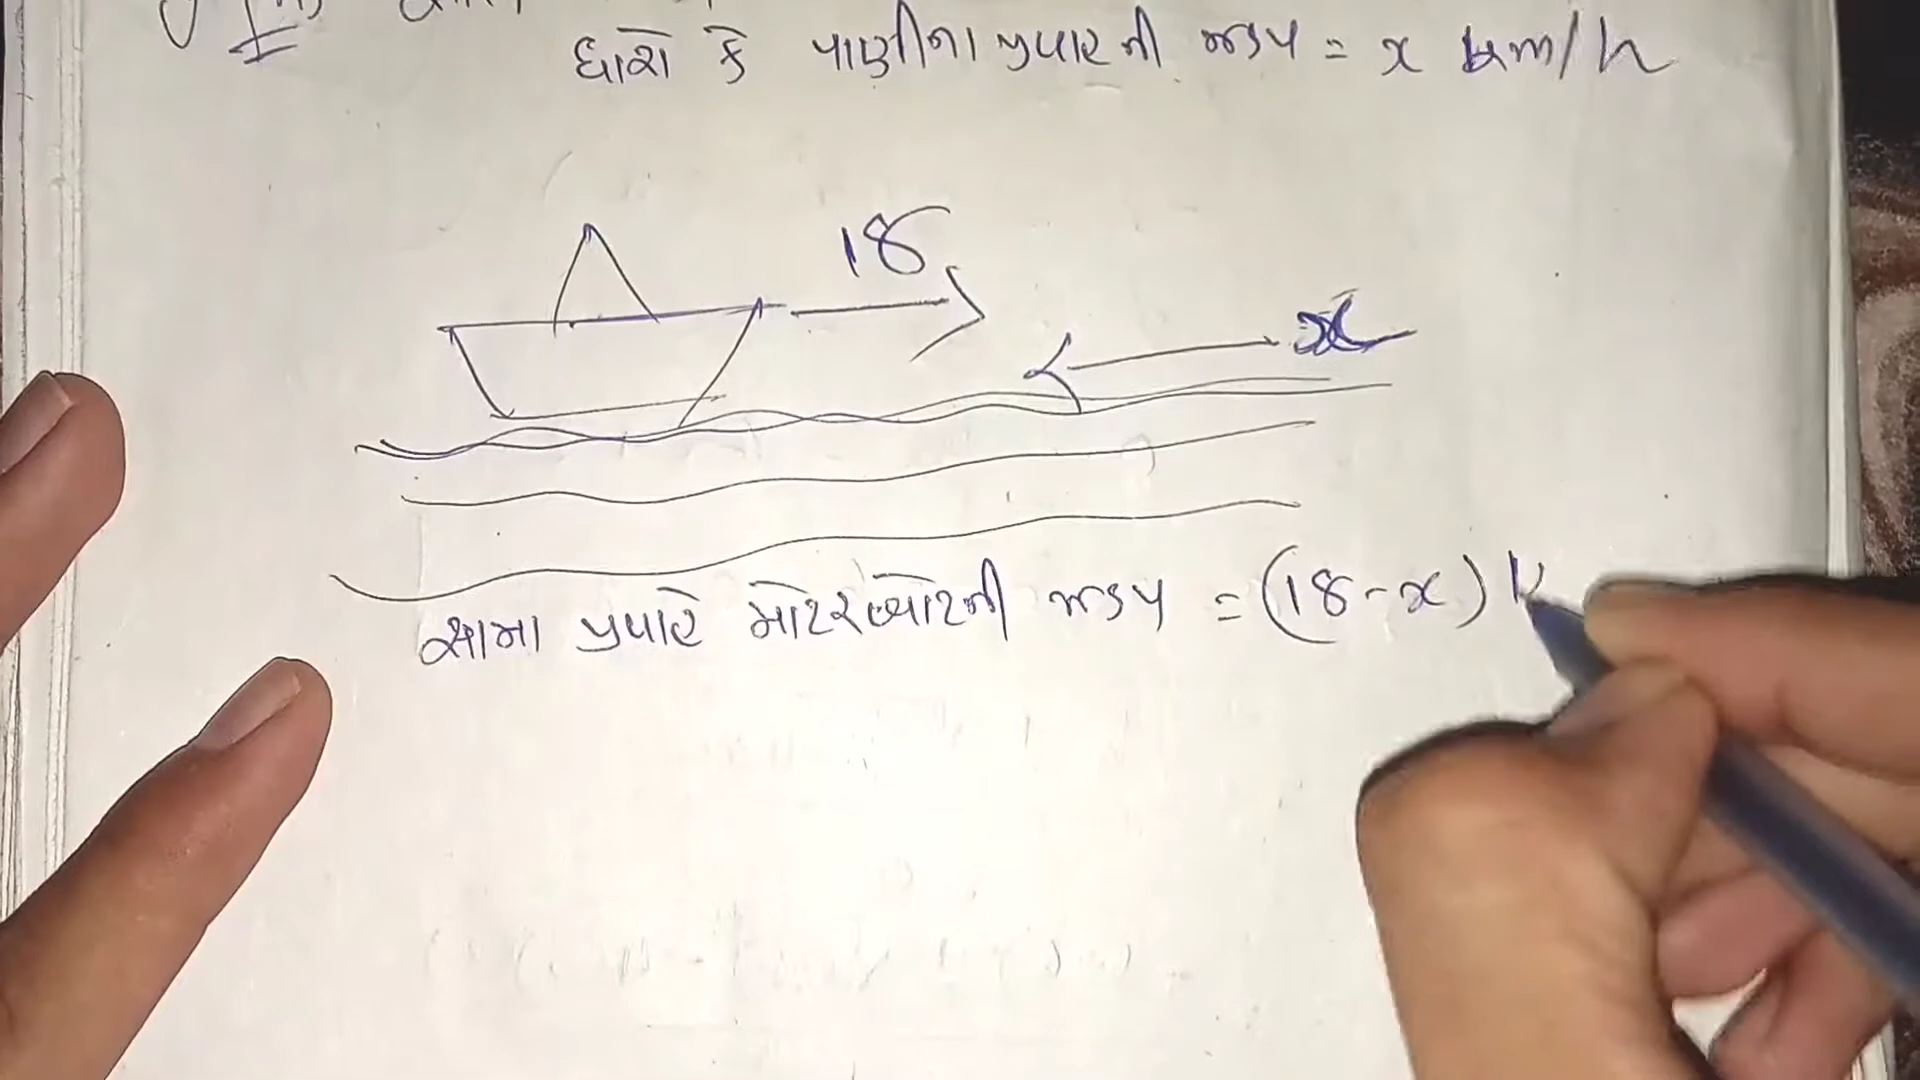 ધારો કે પાણીના પ્રવાહની ઝડપ = x km/h
18
x
સામા પ્રવાહે મોટરબોટની ઝડપ = (18-x) k